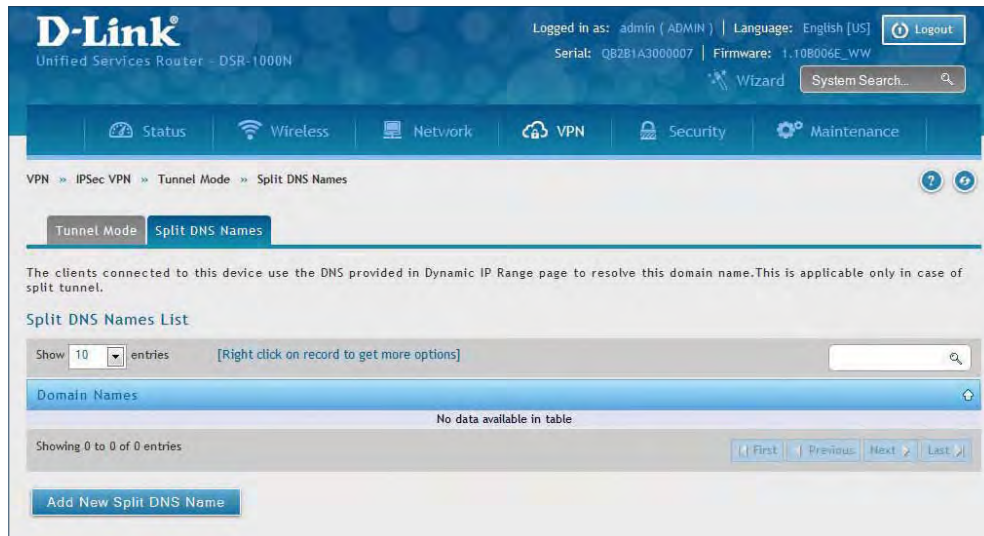 D-Link
Unified Services Router - DSR-1000N
Logged in as: admin ( ADMIN ) | Language: English [US]
Logout
Serial: QB2B1A3000007 | Firmware: 1.10B006E_WW
Wizard
System Search...
Status
Wireless
Network
VPN
Security
Maintenance
VPN » IPSec VPN » Tunnel Mode » Split DNS Names
Tunnel Mode
Split DNS Names
The clients connected to this device use the DNS provided in Dynamic IP Range page to resolve this domain name.This is applicable only in case of
split tunnel.
Split DNS Names List
Show 10 entries
[Right click on record to get more options]
Domain Names
No data available in table
Showing 0 to 0 of 0 entries
First
Previous
Next
Last
Add New Split DNS Name